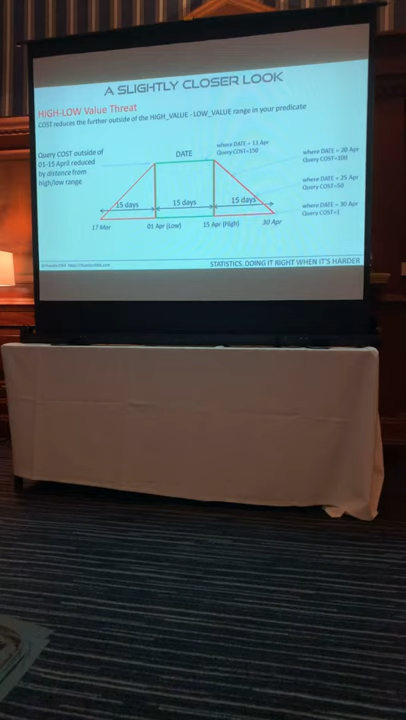 A SLIGHTLY CLOSER LOOK
HIGH-LOW Value Threat
COST reduces the further outside of the HIGH_VALUE - LOW_VALUE range in your predicate
Query COST outside of
01-15 April reduced
by distance from
high/low range
DATE
where DATE = 13 Apr
Query COST=150
where DATE = 20 Apr
Query COST=100
where DATE = 25 Apr
Query COST=50
where DATE = 30 Apr
Query COST=1
15 days
15 days
15 days
17 Mar
01 Apr (Low)
15 Apr (High)
30 Apr
STATISTICS. DOING IT RIGHT WHEN IT'S HARDER